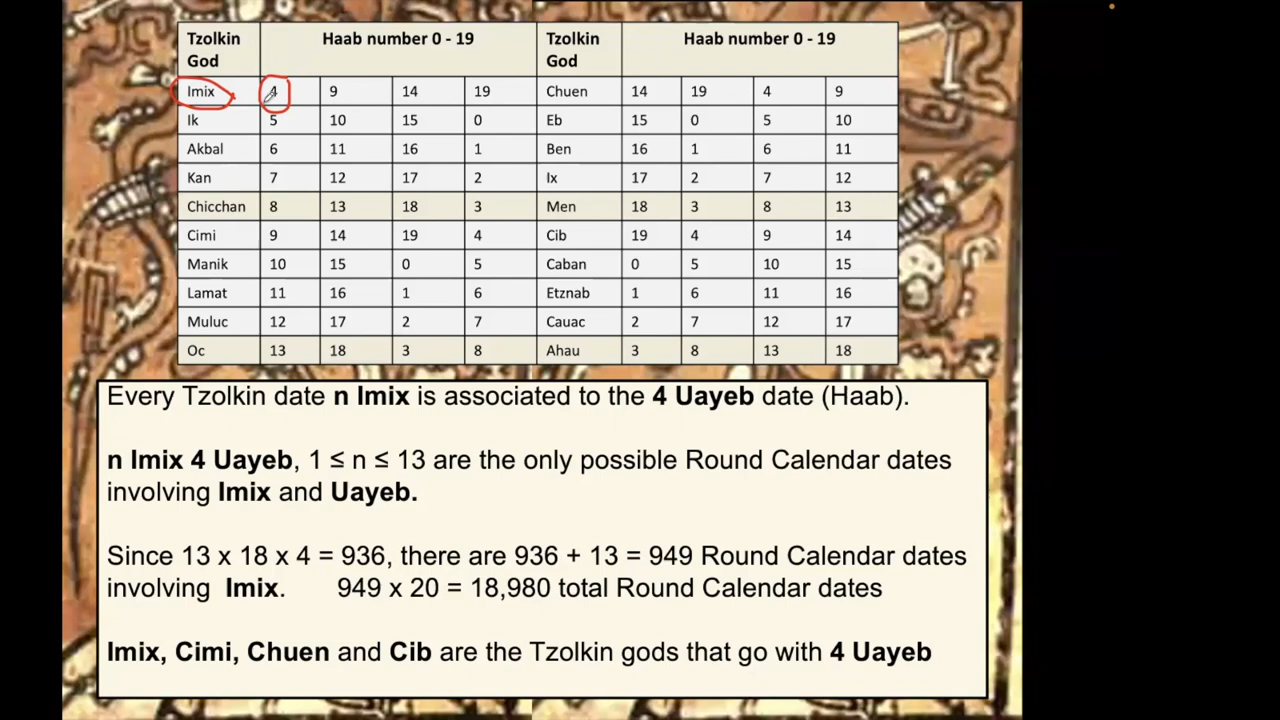 Tzolkin God Haab number 0 - 19 Tzolkin God Haab number 0 - 19
Imix 4 9 14 19 Chuen 14 19 4 9
Ik 5 10 15 0 Eb 15 0 5 10
Akbal 6 11 16 1 Ben 16 1 6 11
Kan 7 12 17 2 Ix 17 2 7 12
Chicchan 8 13 18 3 Men 18 3 8 13
Cimi 9 14 19 4 Cib 19 4 9 14
Manik 10 15 0 5 Caban 0 5 10 15
Lamat 11 16 1 6 Etznab 1 6 11 16
Muluc 12 17 2 7 Cauac 2 7 12 17
Oc 13 18 3 8 Ahau 3 8 13 18
Every Tzolkin date n Imix is associated to the 4 Uayeb date (Haab).
n Imix 4 Uayeb, 1 ≤ n ≤ 13 are the only possible Round Calendar dates
involving Imix and Uayeb.
Since 13 x 18 x 4 = 936, there are 936 + 13 = 949 Round Calendar dates
involving Imix. 949 x 20 = 18,980 total Round Calendar dates
Imix, Cimi, Chuen and Cib are the Tzolkin gods that go with 4 Uayeb